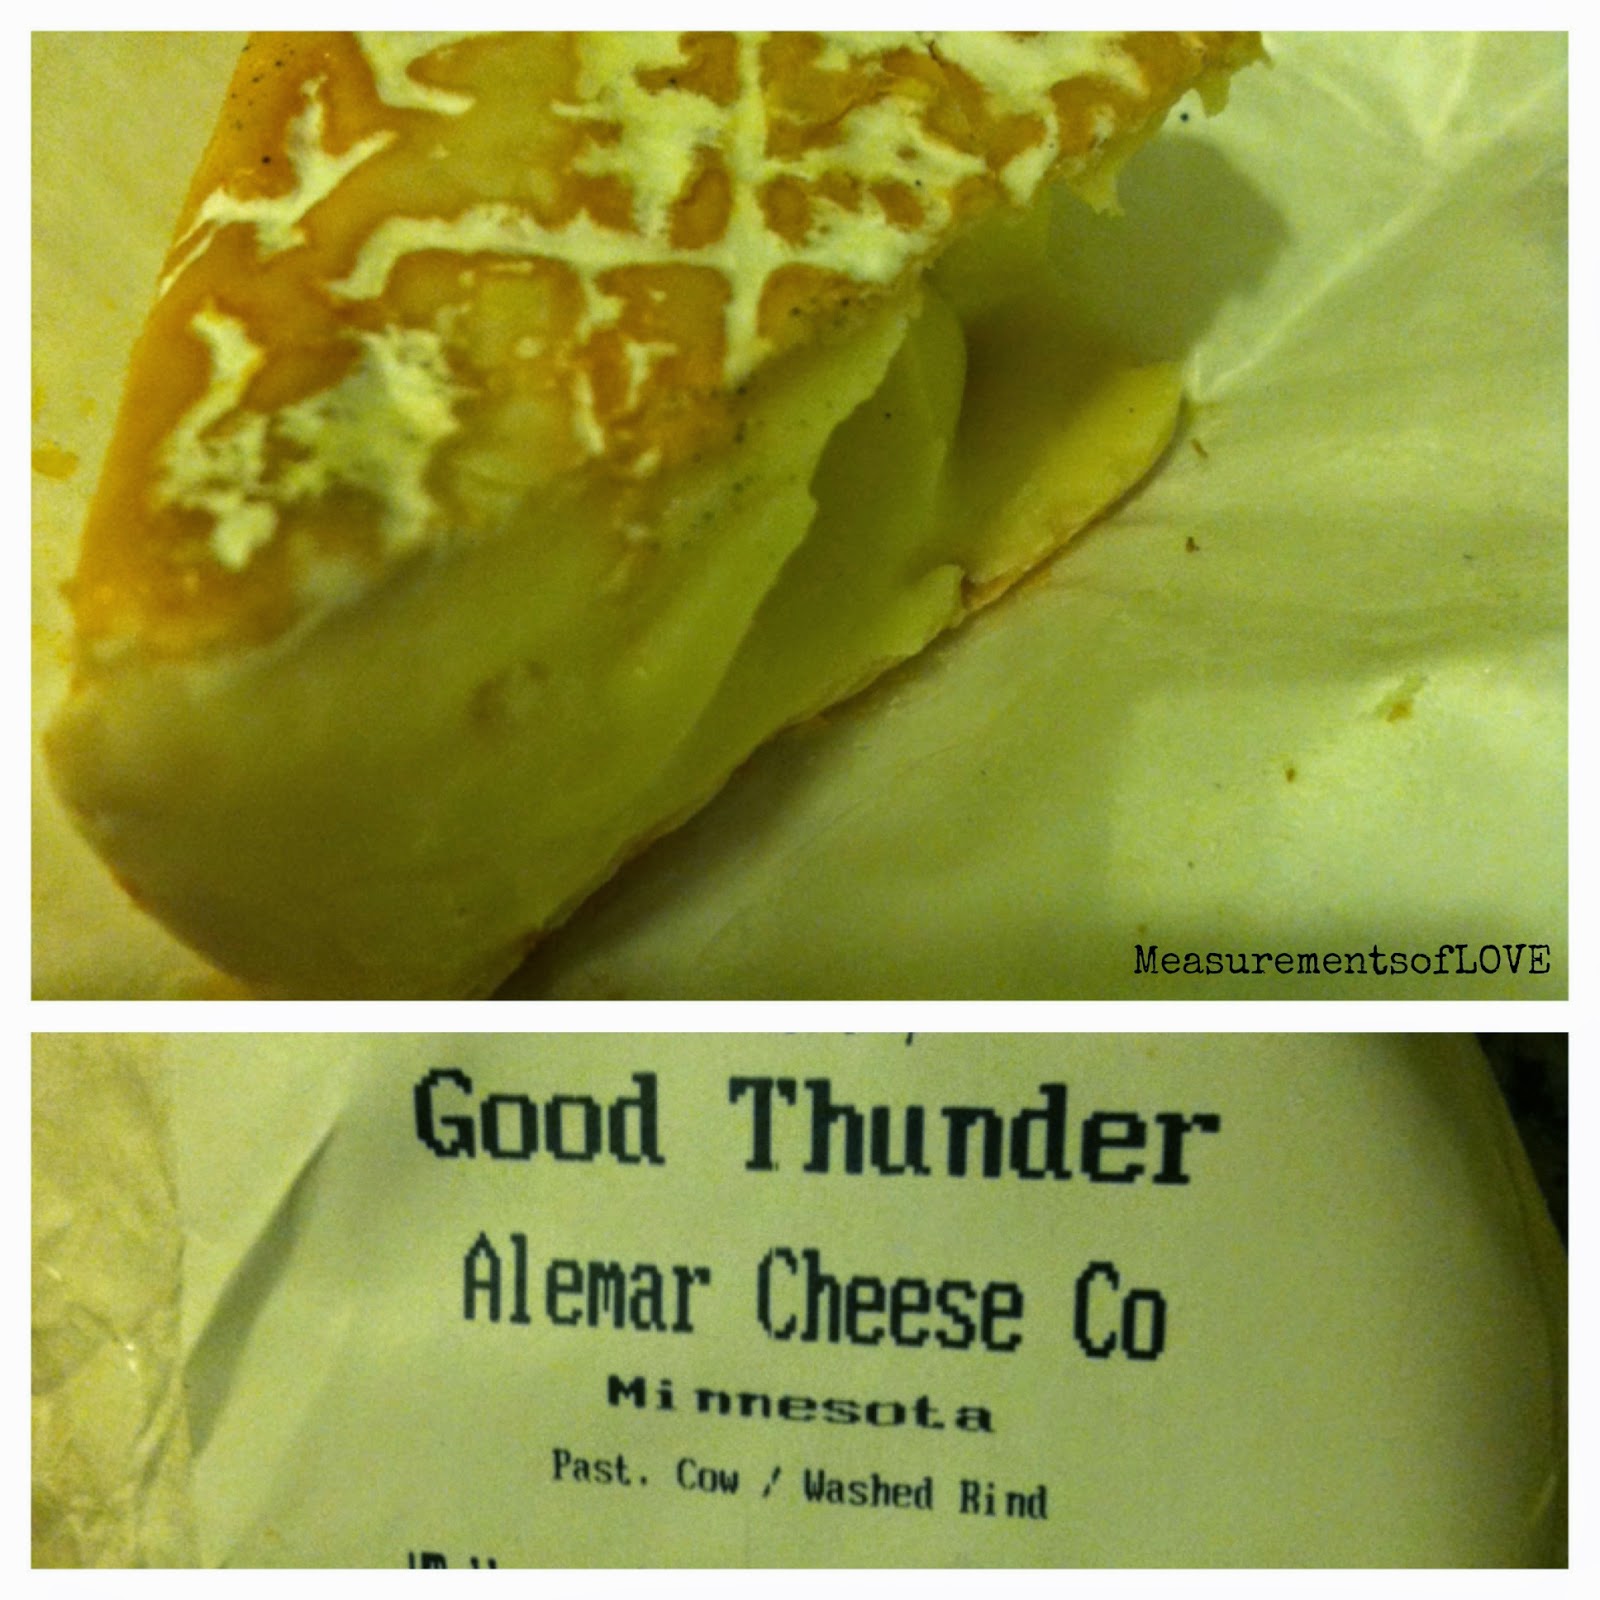 MeasurementsofLOVE
Good Thunder
Alemar Cheese Co
Minnesota
Past. Cow / Washed Rind